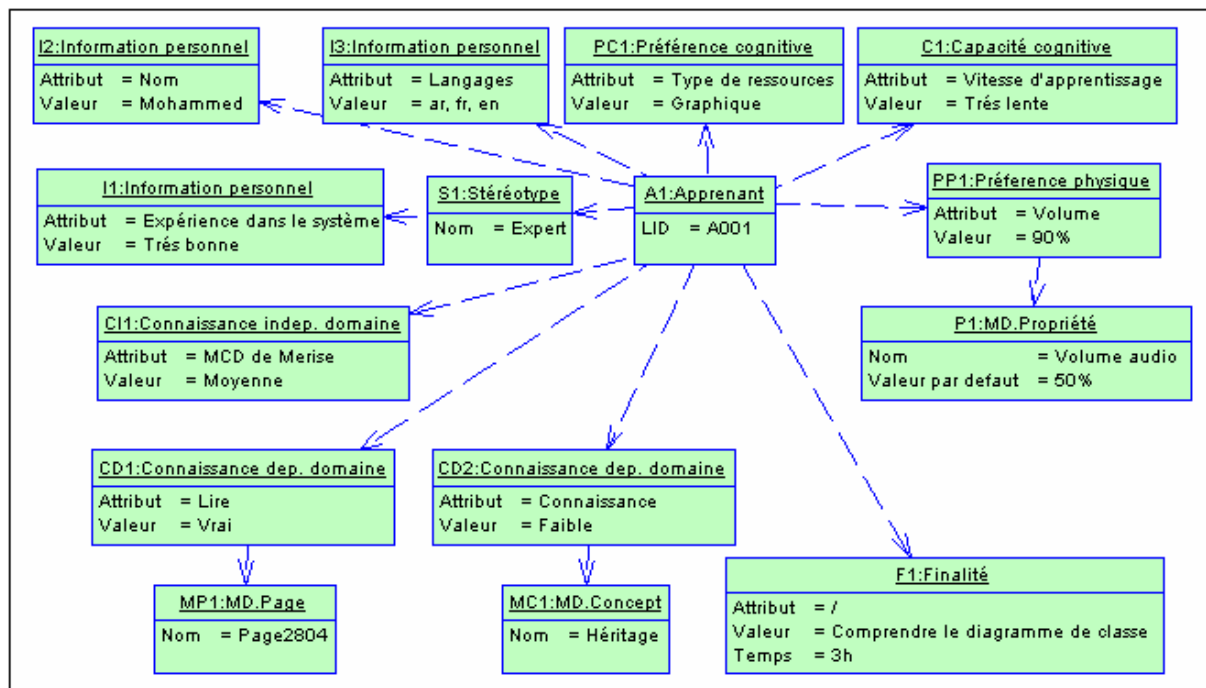 I2:Information personnel
Attribut = Nom
Valeur = Mohammed
I3:Information personnel
Attribut = Langages
Valeur = ar, fr, en
PC1:Préférence cognitive
Attribut = Type de ressources
Valeur = Graphique
C1:Capacité cognitive
Attribut = Vitesse d'apprentissage
Valeur = Trés lente
I1:Information personnel
Attribut = Expérience dans le système
Valeur = Trés bonne
S1:Stéréotype
Nom = Expert
A1:Apprenant
LID = A001
PP1:Préference physique
Attribut = Volume
Valeur = 90%
CI1:Connaissance indep. domaine
Attribut = MCD de Merise
Valeur = Moyenne
P1:MD.Propriété
Nom = Volume audio
Valeur par defaut = 50%
CD1:Connaissance dep. domaine
Attribut = Lire
Valeur = Vrai
CD2:Connaissance dep. domaine
Attribut = Connaissance
Valeur = Faible
MP1:MD.Page
Nom = Page2804
MC1:MD.Concept
Nom = Héritage
F1:Finalité
Attribut = /
Valeur = Comprendre le diagramme de classe
Temps = 3h